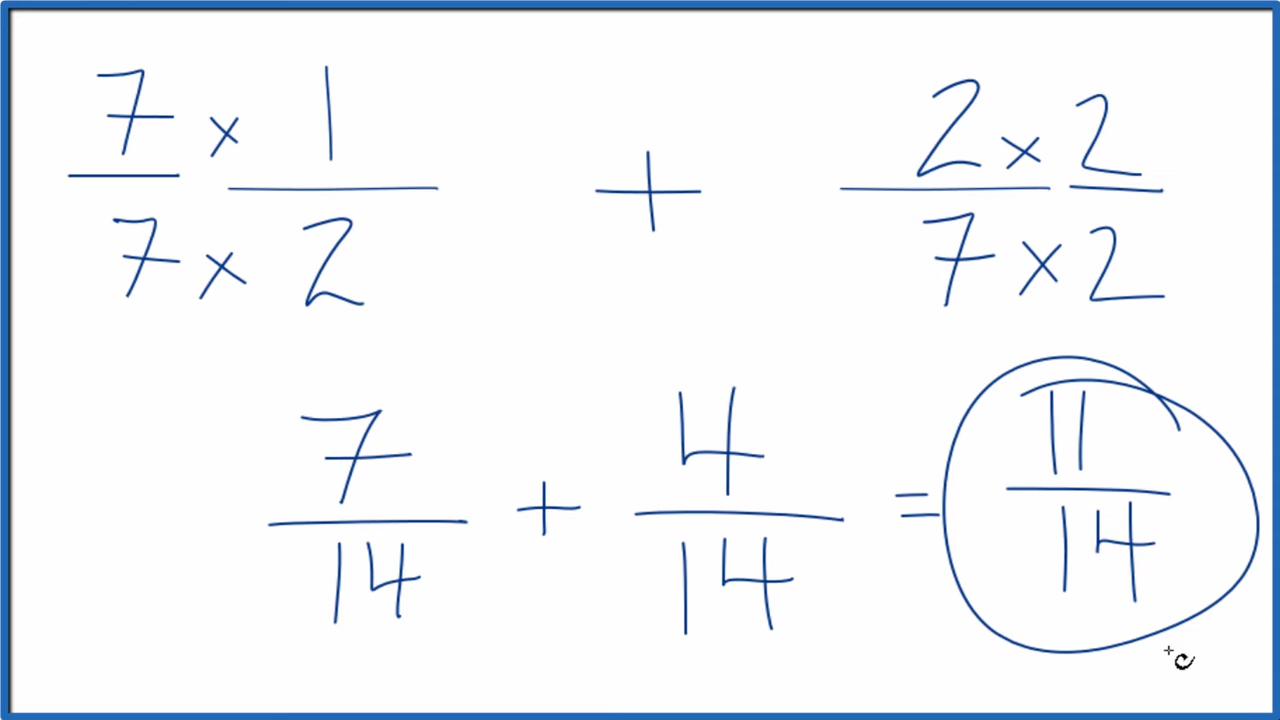 7 × 1 + 2 × 2
7 × 2 7 × 2
7 + 4 = 11
14 14 14